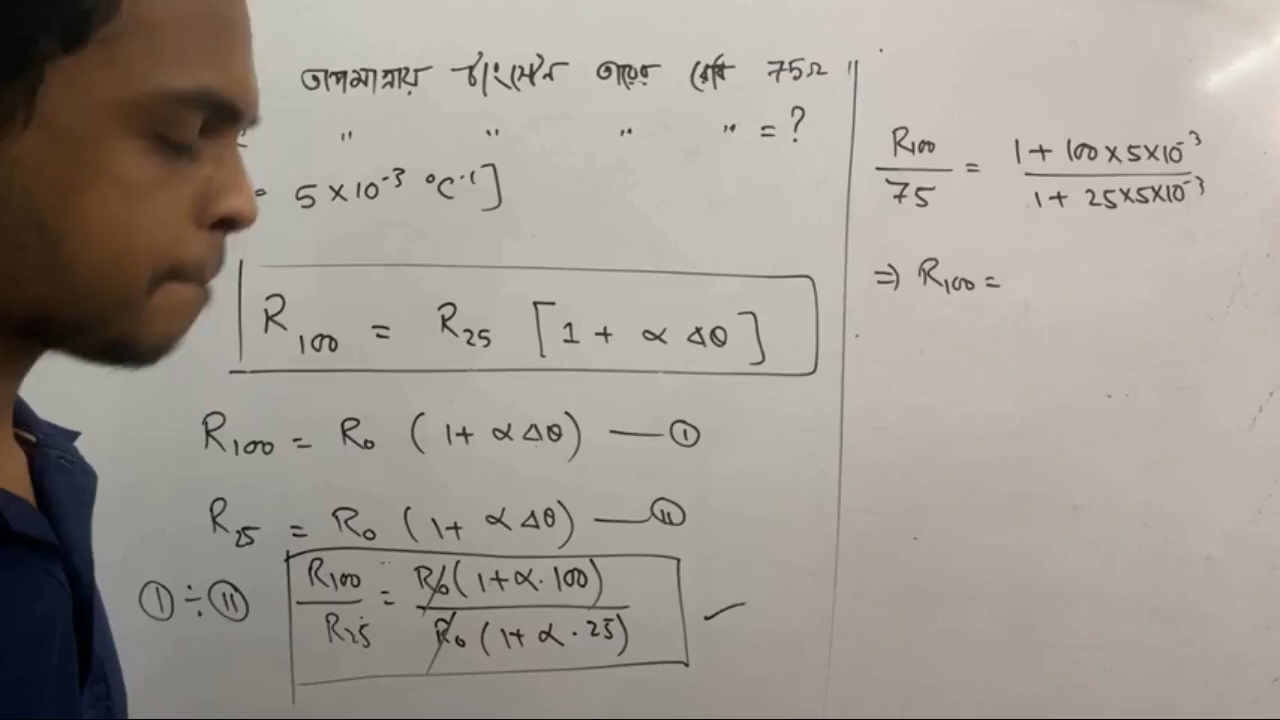 তাপমাত্রায় টাংস্টেন তারের রোধ 75Ω
" " " " = ?
= 5 × 10⁻³ °C⁻¹]
R₁₀₀ = R₂₅ [1 + α Δθ]
R₁₀₀ = R₀ (1 + α Δθ) — ①
R₂₅ = R₀ (1 + α Δθ) — ⑪
① ÷ ⑪ R₁₀₀ / R₂₅ = R₀(1 + α · 100) / R₀(1 + α · 25) ✓
R₁₀₀ / 75 = 1 + 100 × 5 × 10⁻³ / 1 + 25 × 5 × 10⁻³
⇒ R₁₀₀ =